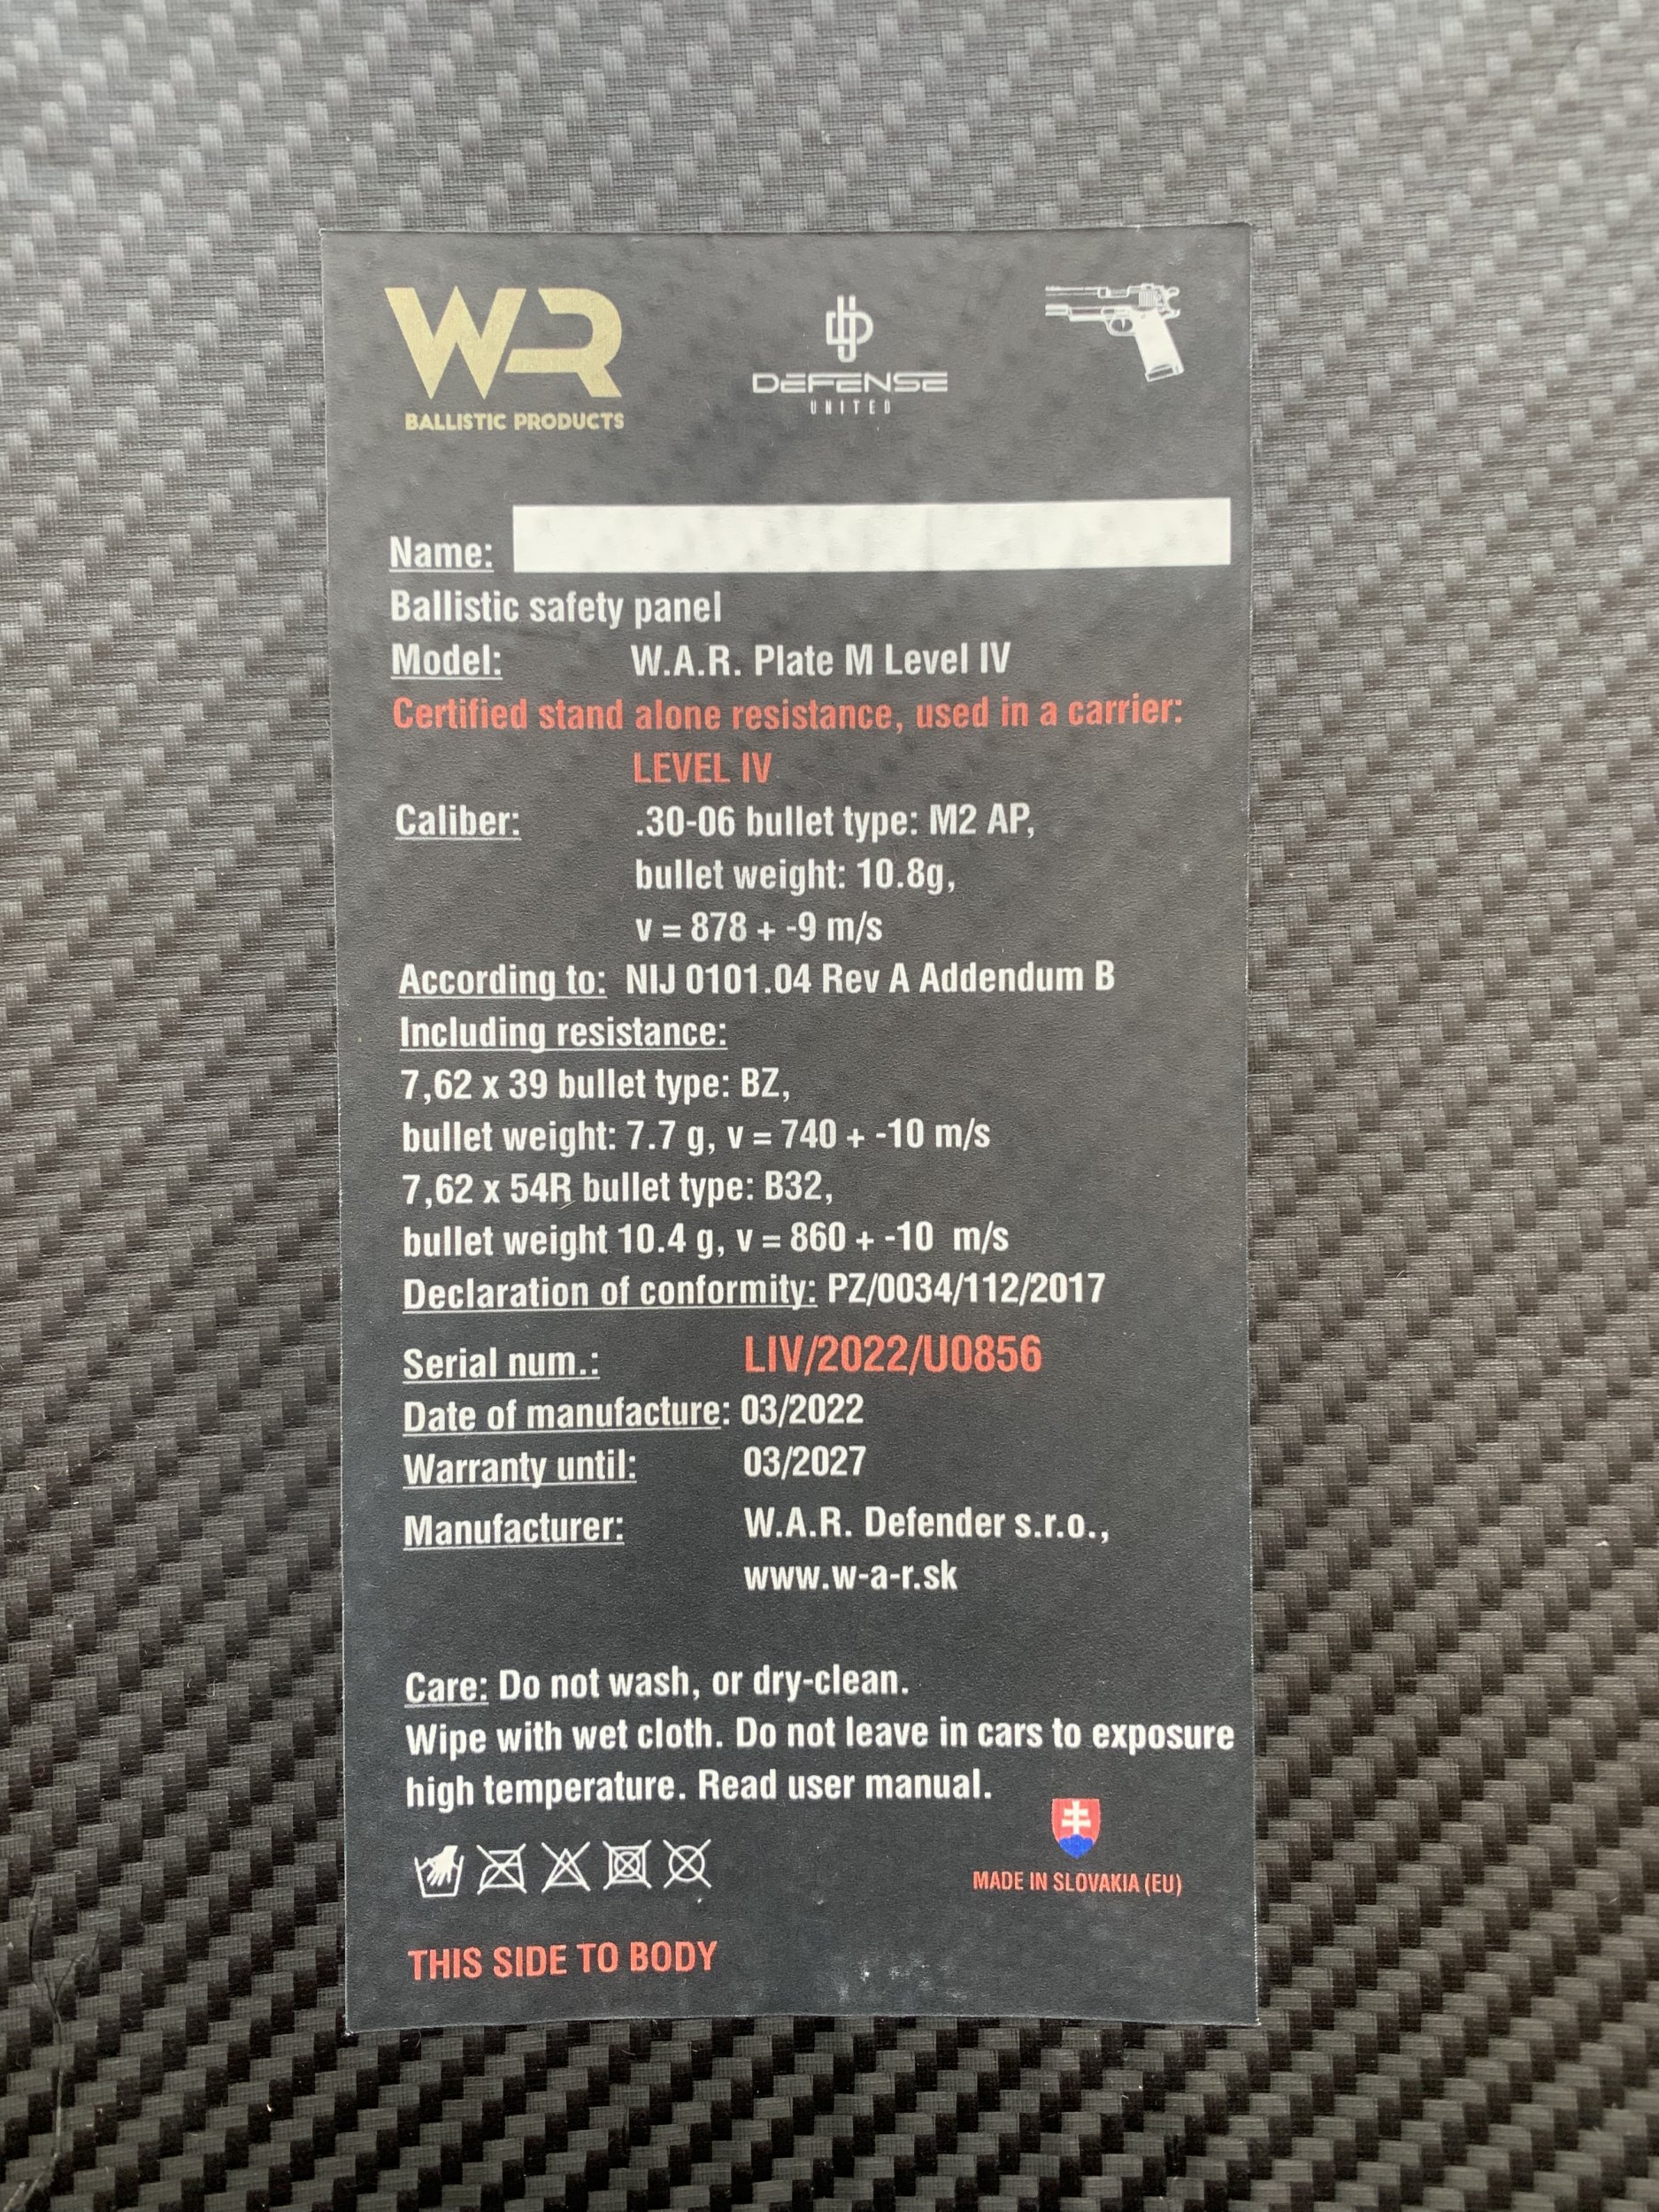 WR
BALLISTIC PRODUCTS
DEFENSE
UNITED
Name:
Ballistic safety panel
Model: W.A.R. Plate M Level IV
Certified stand alone resistance, used in a carrier:
LEVEL IV
Caliber: .30-06 bullet type: M2 AP,
bullet weight: 10.8g,
v = 878 + -9 m/s
According to: NIJ 0101.04 Rev A Addendum B
Including resistance:
7,62 x 39 bullet type: BZ,
bullet weight: 7.7 g, v = 740 + -10 m/s
7,62 x 54R bullet type: B32,
bullet weight 10.4 g, v = 860 + -10 m/s
Declaration of conformity: PZ/0034/112/2017
Serial num.: LIV/2022/U0856
Date of manufacture: 03/2022
Warranty until: 03/2027
Manufacturer: W.A.R. Defender s.r.o.,
www.w-a-r.sk
Care: Do not wash, or dry-clean.
Wipe with wet cloth. Do not leave in cars to exposure
high temperature. Read user manual.
MADE IN SLOVAKIA (EU)
THIS SIDE TO BODY